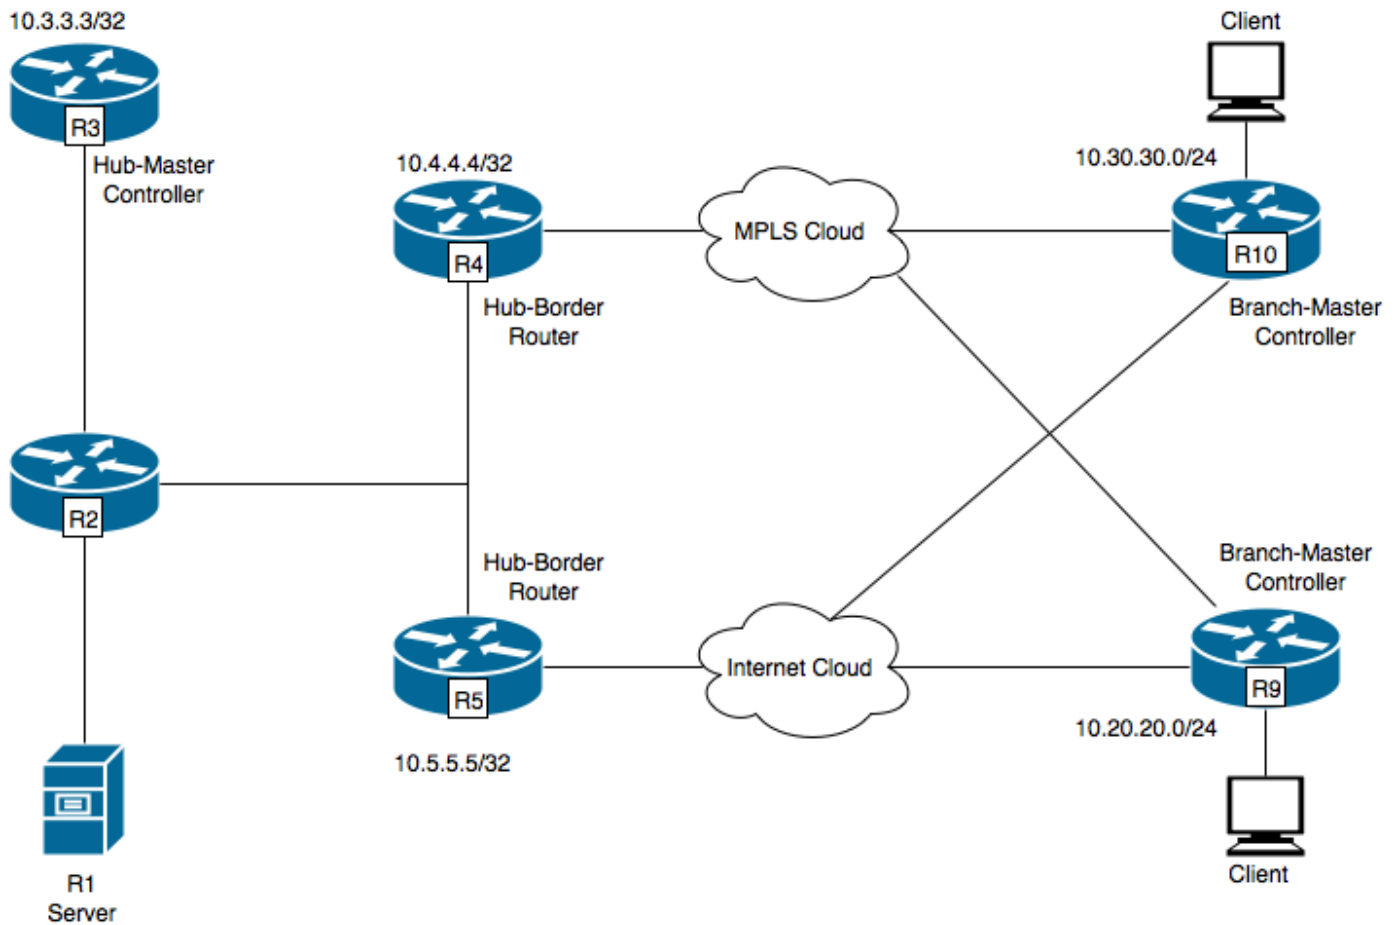 10.3.3.3/32
R3
Hub-Master
Controller
10.4.4.4/32
R4
Hub-Border
Router
MPLS Cloud
Client
10.30.30.0/24
R10
Branch-Master
Controller
R2
Hub-Border
Router
R5
10.5.5.5/32
Internet Cloud
Branch-Master
Controller
R9
10.20.20.0/24
Client
R1
Server